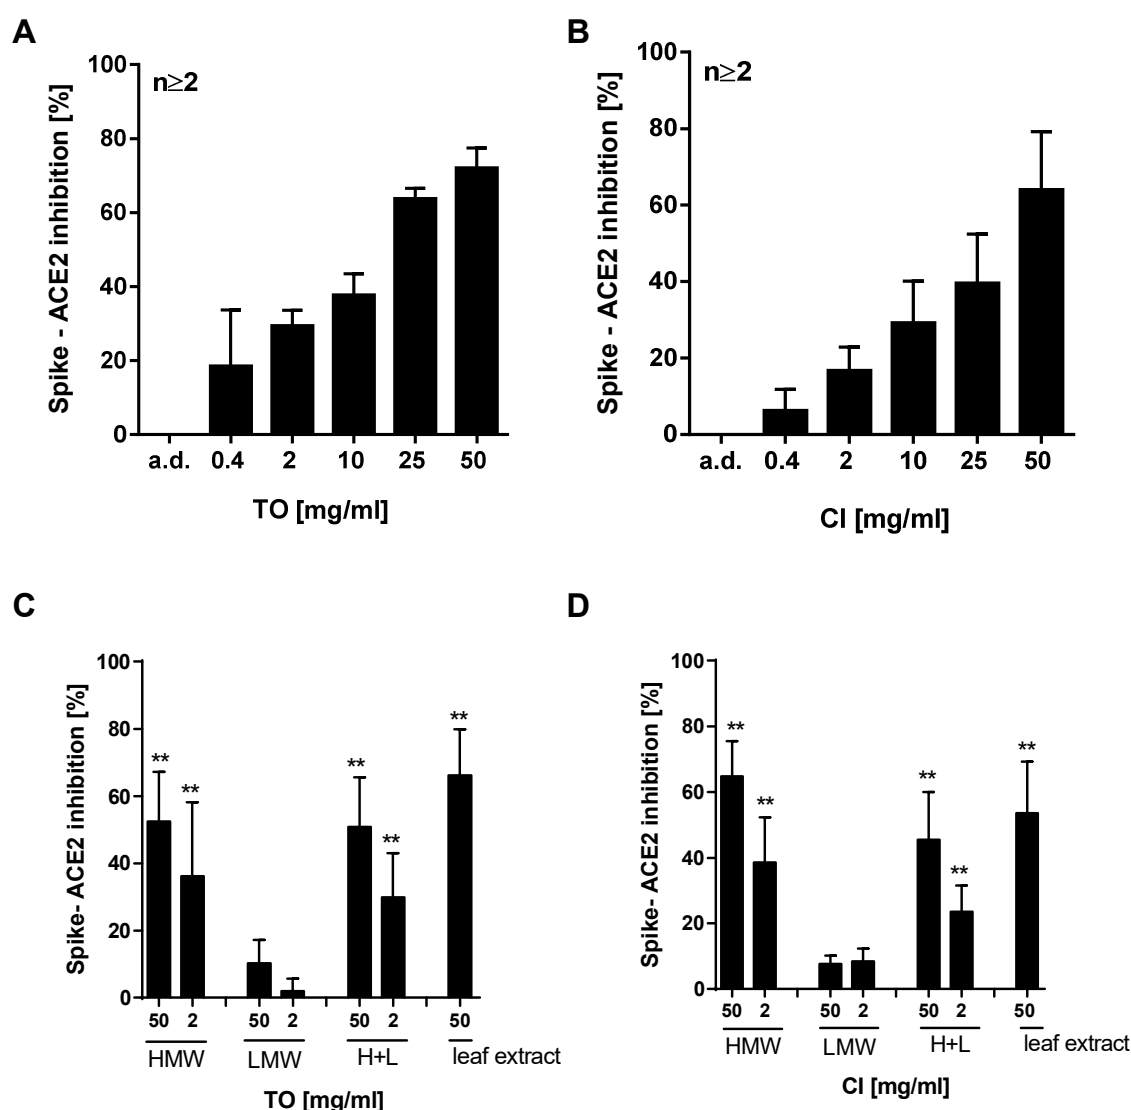 A
n≥2
Spike - ACE2 inhibition [%]
100
80
60
40
20
0
a.d. 0.4 2 10 25 50
TO [mg/ml]
B
n≥2
Spike - ACE2 inhibition [%]
100
80
60
40
20
0
a.d. 0.4 2 10 25 50
CI [mg/ml]
C
Spike- ACE2 inhibition [%]
100
80
60
40
20
0
** ** ** ** **
50 2 50 2 50 2 50
HMW LMW H+L leaf extract
TO [mg/ml]
D
Spike- ACE2 inhibition [%]
100
80
60
40
20
0
** ** ** ** **
50 2 50 2 50 2 50
HMW LMW H+L leaf extract
CI [mg/ml]